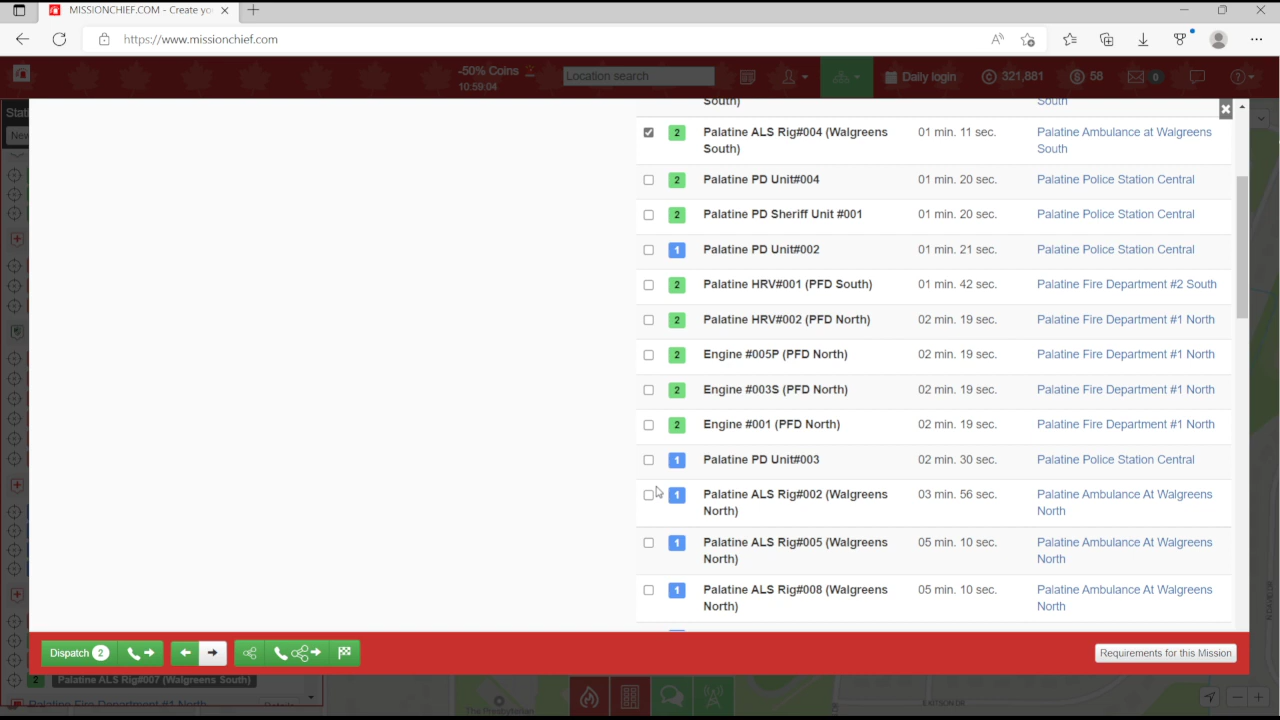 MISSIONCHIEF.COM - Create yo
https://www.missionchief.com
-50% Coins
10:59:04
Location search
Daily login
321,881
58
0
Stati
New
South)
South
2 Palatine ALS Rig#004 (Walgreens South) 01 min. 11 sec. Palatine Ambulance at Walgreens South
2 Palatine PD Unit#004 01 min. 20 sec. Palatine Police Station Central
2 Palatine PD Sheriff Unit #001 01 min. 20 sec. Palatine Police Station Central
1 Palatine PD Unit#002 01 min. 21 sec. Palatine Police Station Central
2 Palatine HRV#001 (PFD South) 01 min. 42 sec. Palatine Fire Department #2 South
2 Palatine HRV#002 (PFD North) 02 min. 19 sec. Palatine Fire Department #1 North
2 Engine #005P (PFD North) 02 min. 19 sec. Palatine Fire Department #1 North
2 Engine #003S (PFD North) 02 min. 19 sec. Palatine Fire Department #1 North
2 Engine #001 (PFD North) 02 min. 19 sec. Palatine Fire Department #1 North
1 Palatine PD Unit#003 02 min. 30 sec. Palatine Police Station Central
1 Palatine ALS Rig#002 (Walgreens North) 03 min. 56 sec. Palatine Ambulance At Walgreens North
1 Palatine ALS Rig#005 (Walgreens North) 05 min. 10 sec. Palatine Ambulance At Walgreens North
1 Palatine ALS Rig#008 (Walgreens North) 05 min. 10 sec. Palatine Ambulance At Walgreens North
Dispatch 2
Requirements for this Mission
2 Palatine ALS Rig#007 (Walgreens South)
Palatine Fire Department #1 North
The Presbyterian
E KITSON DR